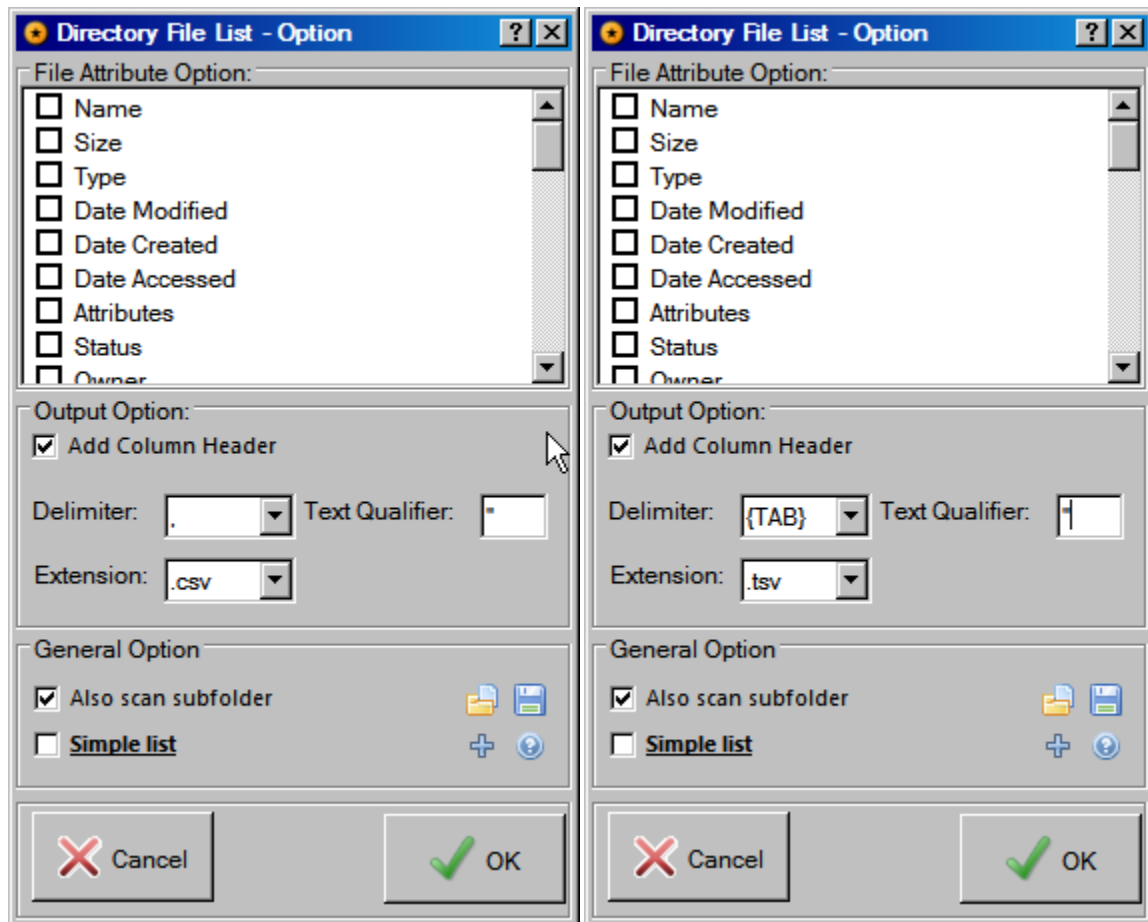 Directory File List - Option
File Attribute Option:
Name
Size
Type
Date Modified
Date Created
Date Accessed
Attributes
Status
Owner
Output Option:
Add Column Header
Delimiter: , Text Qualifier: "
Extension: .csv
General Option
Also scan subfolder
Simple list
Cancel OK
Directory File List - Option
File Attribute Option:
Name
Size
Type
Date Modified
Date Created
Date Accessed
Attributes
Status
Owner
Output Option:
Add Column Header
Delimiter: {TAB} Text Qualifier: "
Extension: .tsv
General Option
Also scan subfolder
Simple list
Cancel OK